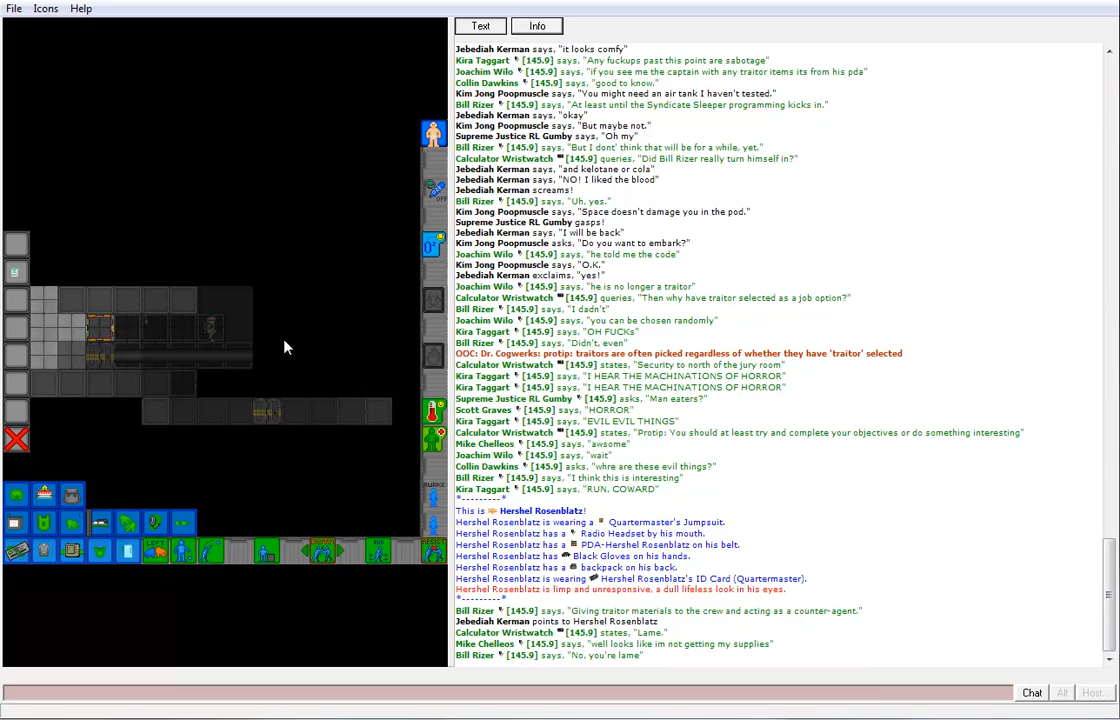 File Icons Help
Text Info
Jebediah Kerman says, "it looks comfy"
Kira Taggart [145.9] says, "Any fuckups past this point are sabotage"
Joachim Wilo [145.9] says, "if you see me the captain with any traitor items its from his pda"
Collin Dawkins [145.9] says, "good to know."
Kim Jong Poopmuscle says, "You might need an air tank I haven't tested."
Bill Rizer [145.9] says, "At least until the Syndicate Sleeper programming kicks in."
Jebediah Kerman says, "okay"
Kim Jong Poopmuscle says, "But maybe not."
Supreme Justice RL Gumby says, "Oh my"
Bill Rizer [145.9] says, "But I dont' think that will be for a while, yet."
Calculator Wristwatch [145.9] queries, "Did Bill Rizer really turn himself in?"
Jebediah Kerman says, "and kelotane or cola"
Jebediah Kerman says, "NO! I liked the blood"
Jebediah Kerman screams!
Bill Rizer [145.9] says, "Uh, yes."
Kim Jong Poopmuscle says, "Space doesn't damage you in the pod."
Supreme Justice RL Gumby gasps!
Jebediah Kerman says, "I will be back"
Kim Jong Poopmuscle asks, "Do you want to embark?"
Joachim Wilo [145.9] says, "he told me the code"
Kim Jong Poopmuscle says, "O.K."
Jebediah Kerman exclaims, "yes!"
Joachim Wilo [145.9] says, "he is no longer a traitor"
Calculator Wristwatch [145.9] queries, "Then why have traitor selected as a job option?"
Bill Rizer [145.9] says, "I dadn't"
Joachim Wilo [145.9] says, "you can be chosen randomly"
Kira Taggart [145.9] says, "OH FUCKs"
Bill Rizer [145.9] says, "Didn't, even"
OOC: Dr. Cogwerks: protip: traitors are often picked regardless of whether they have 'traitor' selected
Calculator Wristwatch [145.9] states, "Security to north of the jury room"
Kira Taggart [145.9] says, "I HEAR THE MACHINATIONS OF HORROR"
Kira Taggart [145.9] says, "I HEAR THE MACHINATIONS OF HORROR"
Supreme Justice RL Gumby [145.9] asks, "Man eaters?"
Scott Graves [145.9] says, "HORROR"
Kira Taggart [145.9] says, "EVIL EVIL THINGS"
Calculator Wristwatch [145.9] states, "Protip: You should at least try and complete your objectives or do something interesting"
Mike Chelleos [145.9] says, "awsome"
Joachim Wilo [145.9] says, "wait"
Collin Dawkins [145.9] asks, "whre are these evil things?"
Bill Rizer [145.9] says, "I think this is interesting"
Kira Taggart [145.9] says, "RUN, COWARD"
*---------*
This is Hershel Rosenblatz!
Hershel Rosenblatz is wearing a Quartermaster's Jumpsuit.
Hershel Rosenblatz has a Radio Headset by his mouth.
Hershel Rosenblatz has a PDA-Hershel Rosenblatz on his belt.
Hershel Rosenblatz has Black Gloves on his hands.
Hershel Rosenblatz has a backpack on his back.
Hershel Rosenblatz is wearing Hershel Rosenblatz's ID Card (Quartermaster).
Hershel Rosenblatz is limp and unresponsive, a dull lifeless look in his eyes.
*---------*
Bill Rizer [145.9] says, "Giving traitor materials to the crew and acting as a counter-agent."
Jebediah Kerman points to Hershel Rosenblatz
Calculator Wristwatch [145.9] states, "Lame."
Mike Chelleos [145.9] says, "well looks like im not getting my supplies"
Bill Rizer [145.9] says, "No, you're lame"
OFF
AWAKE
LEFT
DISARM
RUN
RESIST
Chat Alt Host...